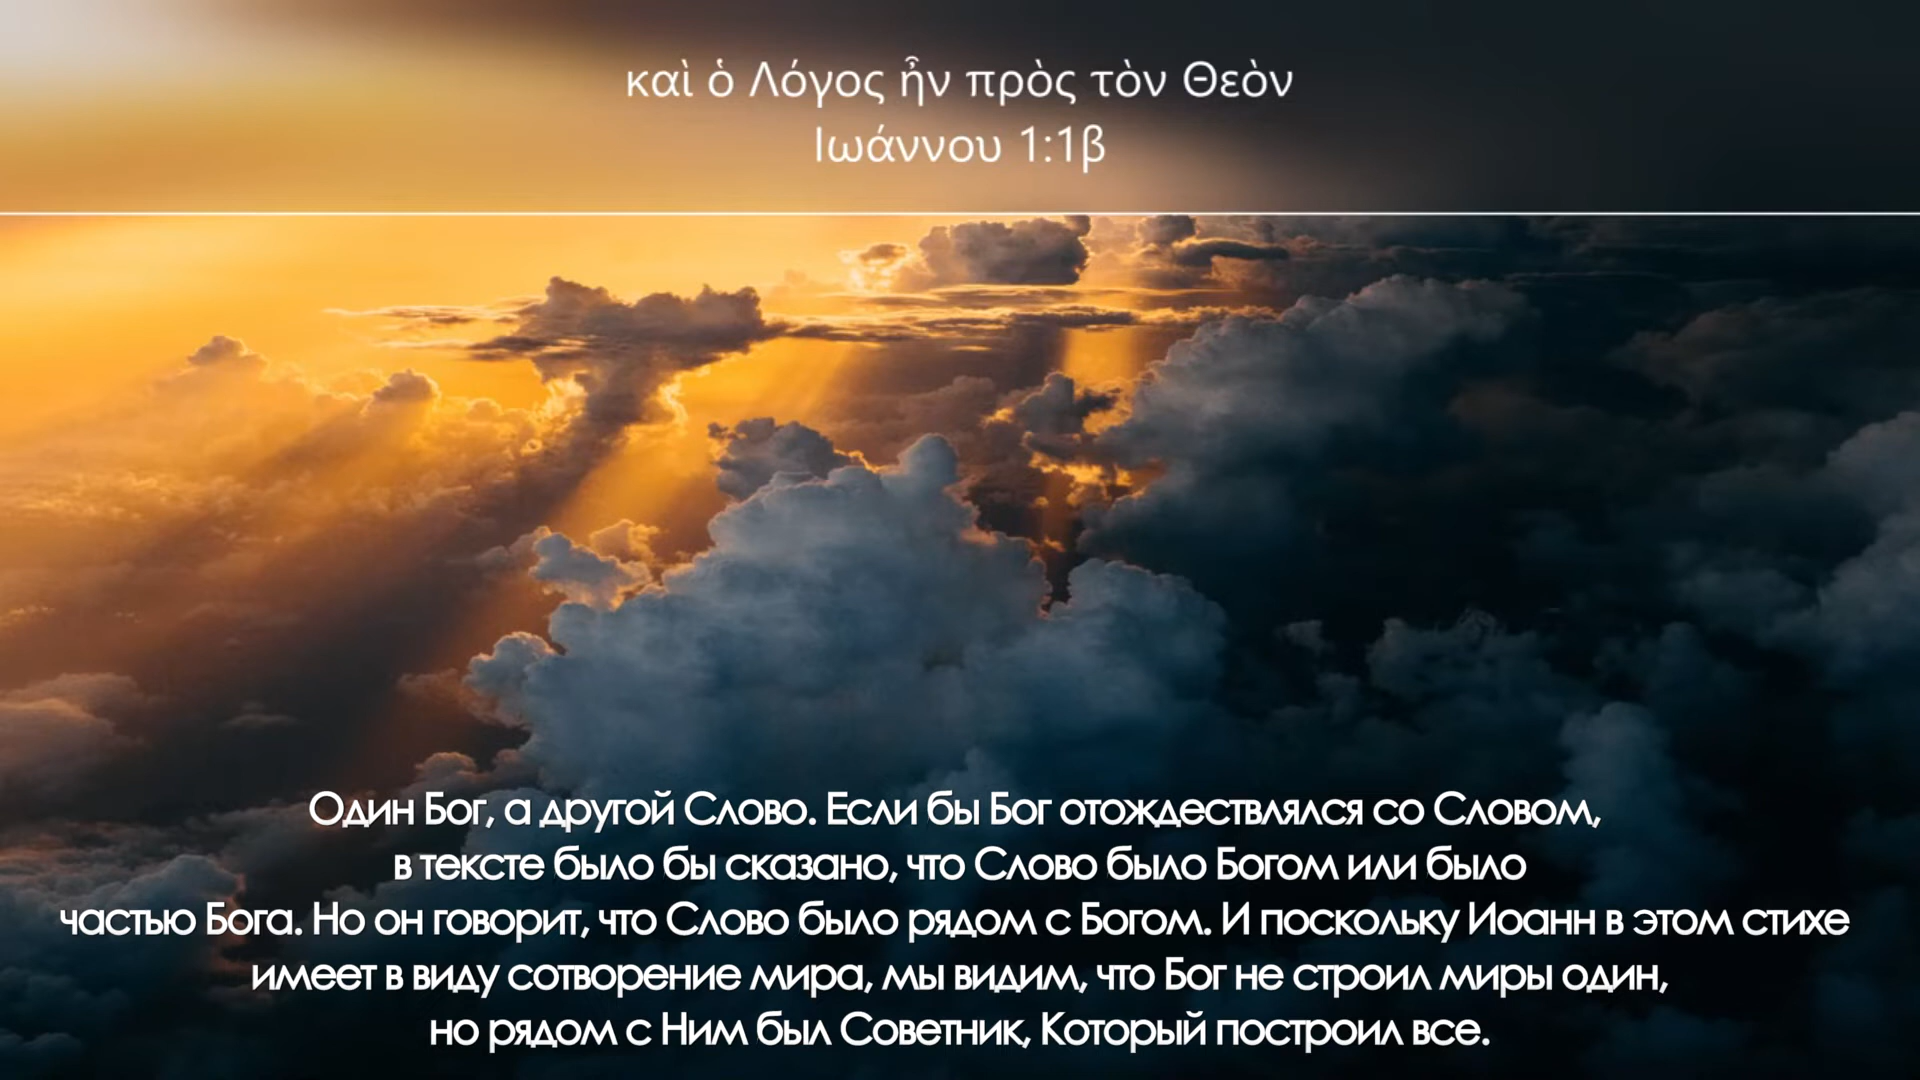 καὶ ὁ Λόγος ἦν πρὸς τὸν Θεὸν
Ιωάννου 1:1β
Один Бог, а другой Слово. Если бы Бог отождествлялся со Словом,
в тексте было бы сказано, что Слово было Богом или было
частью Бога. Но он говорит, что Слово было рядом с Богом. И поскольку Иоанн в этом стихе
имеет в виду сотворение мира, мы видим, что Бог не строил миры один,
но рядом с Ним был Советник, Который построил все.